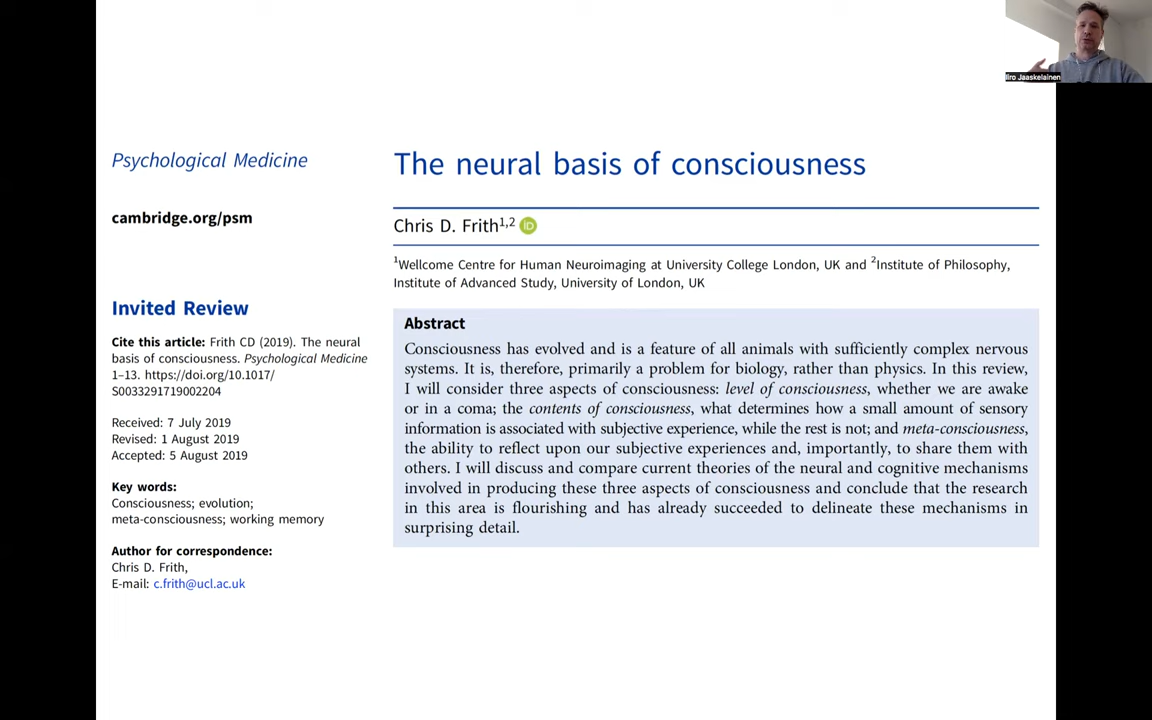 Iiro Jaaskelainen
Psychological Medicine
cambridge.org/psm
Invited Review
Cite this article: Frith CD (2019). The neural
basis of consciousness. Psychological Medicine
1–13. https://doi.org/10.1017/
S0033291719002204
Received: 7 July 2019
Revised: 1 August 2019
Accepted: 5 August 2019
Key words:
Consciousness; evolution;
meta-consciousness; working memory
Author for correspondence:
Chris D. Frith,
E-mail: c.frith@ucl.ac.uk
The neural basis of consciousness
Chris D. Frith1,2 iD
1Wellcome Centre for Human Neuroimaging at University College London, UK and 2Institute of Philosophy,
Institute of Advanced Study, University of London, UK
Abstract
Consciousness has evolved and is a feature of all animals with sufficiently complex nervous
systems. It is, therefore, primarily a problem for biology, rather than physics. In this review,
I will consider three aspects of consciousness: level of consciousness, whether we are awake
or in a coma; the contents of consciousness, what determines how a small amount of sensory
information is associated with subjective experience, while the rest is not; and meta-consciousness,
the ability to reflect upon our subjective experiences and, importantly, to share them with
others. I will discuss and compare current theories of the neural and cognitive mechanisms
involved in producing these three aspects of consciousness and conclude that the research
in this area is flourishing and has already succeeded to delineate these mechanisms in
surprising detail.